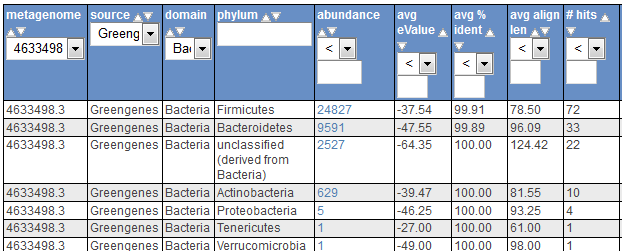 metagenome source domain phylum abundance avg eValue avg % ident avg align len # hits
4633498 Greeng Ba < < < < <
4633498.3 Greengenes Bacteria Firmicutes 24827 -37.54 99.91 78.50 72
4633498.3 Greengenes Bacteria Bacteroidetes 9591 -47.55 99.89 96.09 33
4633498.3 Greengenes Bacteria unclassified 2527 -64.35 100.00 124.42 22
(derived from
Bacteria)
4633498.3 Greengenes Bacteria Actinobacteria 629 -39.47 100.00 81.55 10
4633498.3 Greengenes Bacteria Proteobacteria 5 -46.25 100.00 93.25 4
4633498.3 Greengenes Bacteria Tenericutes 1 -27.00 100.00 61.00 1
4633498.3 Greengenes Bacteria Verrucomicrobia 1 -49.00 100.00 98.00 1